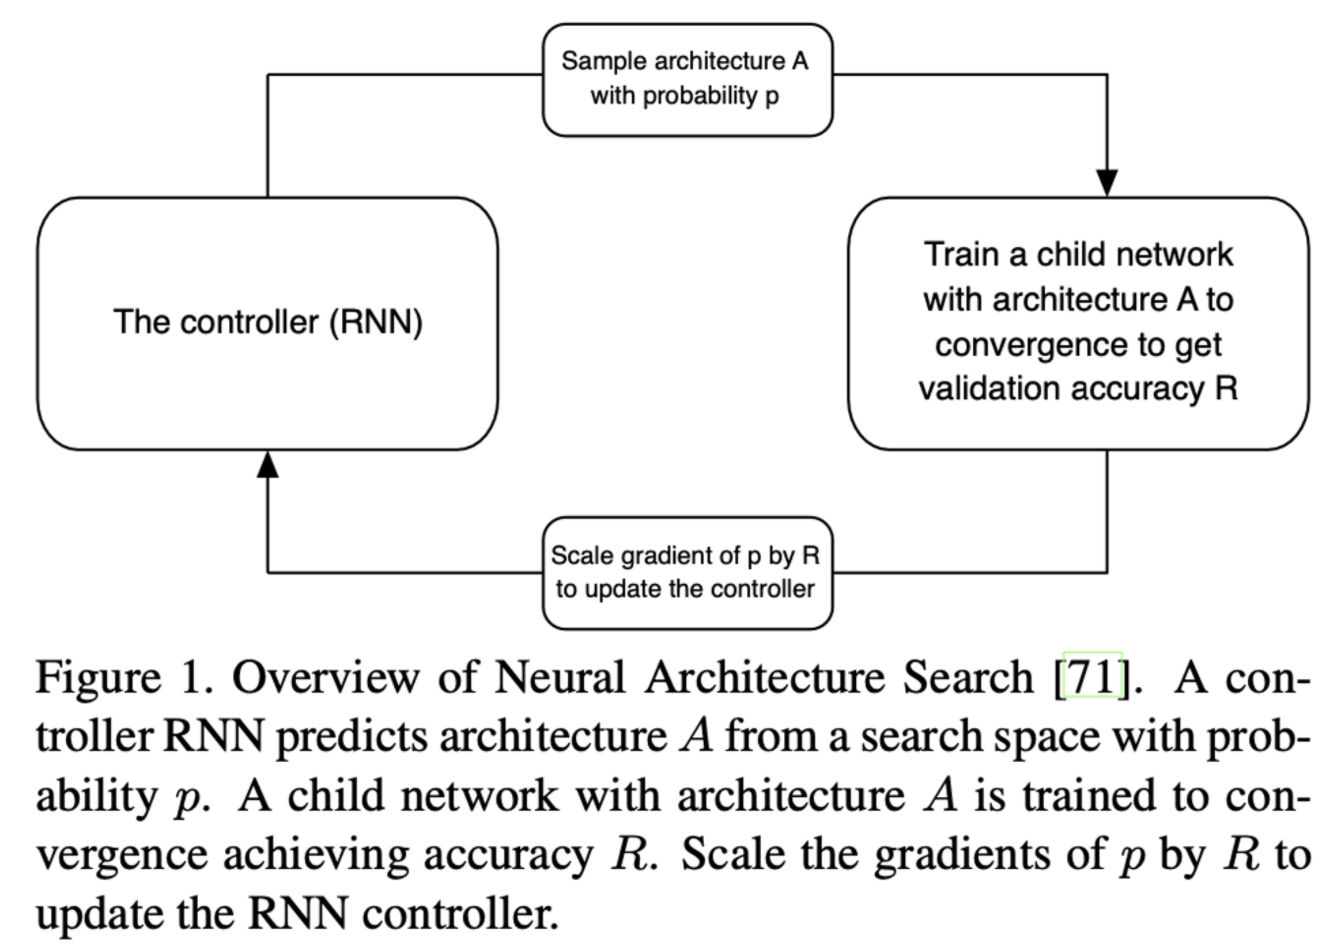 Sample architecture A
with probability p
The controller (RNN)
Train a child network
with architecture A to
convergence to get
validation accuracy R
Scale gradient of p by R
to update the controller
Figure 1. Overview of Neural Architecture Search [71]. A con-
troller RNN predicts architecture A from a search space with prob-
ability p. A child network with architecture A is trained to con-
vergence achieving accuracy R. Scale the gradients of p by R to
update the RNN controller.